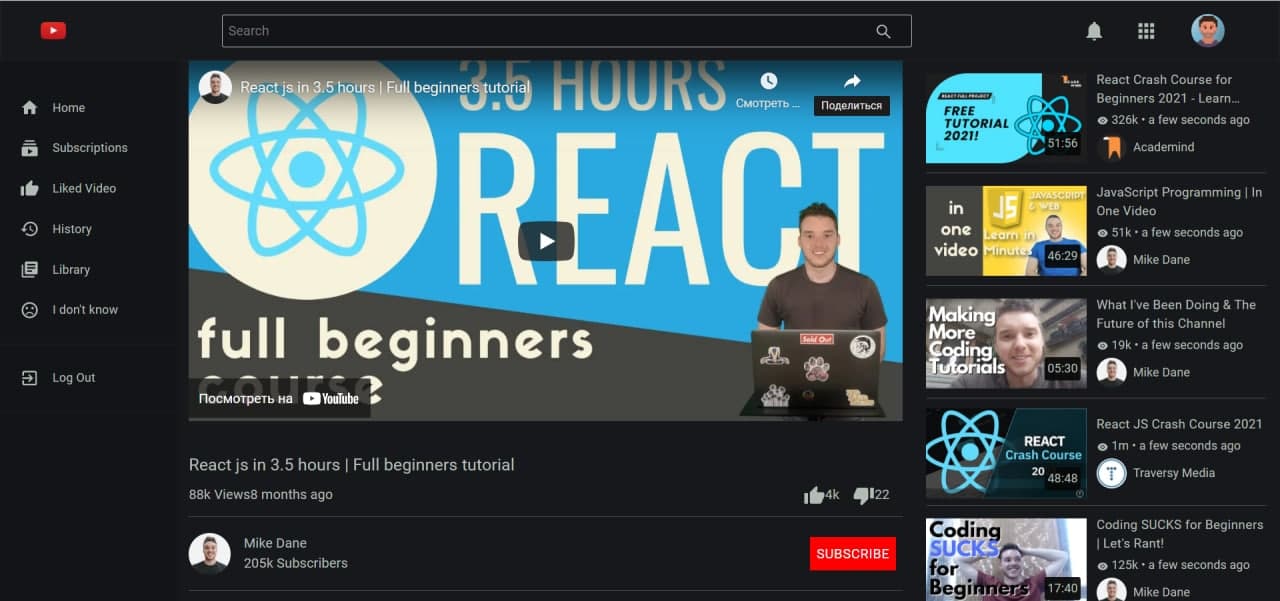 Search
Home
Subscriptions
Liked Video
History
Library
I don't know
Log Out
React js in 3.5 hours | Full beginners tutorial
Смотреть ...
Поделиться
3.5 HOURS
REACT
full beginners
course
Sold Out
Посмотреть на YouTube
React js in 3.5 hours | Full beginners tutorial
88k Views8 months ago
4k
22
Mike Dane
205k Subscribers
SUBSCRIBE
REACT FULL PROJECT
FREE
TUTORIAL
2021!
51:56
React Crash Course for
Beginners 2021 - Learn...
326k • a few seconds ago
Academind
in
one
video
JS
JAVASCRIPT
& WEB
Learn in
Minutes
46:29
JavaScript Programming | In
One Video
51k • a few seconds ago
Mike Dane
Making
More
Coding
Tutorials
05:30
What I've Been Doing & The
Future of this Channel
19k • a few seconds ago
Mike Dane
REACT
Crash Course
20
48:48
React JS Crash Course 2021
1m • a few seconds ago
Traversy Media
Coding
SUCKS
for
Beginners
17:40
Coding SUCKS for Beginners
| Let's Rant!
125k • a few seconds ago
Mike Dane